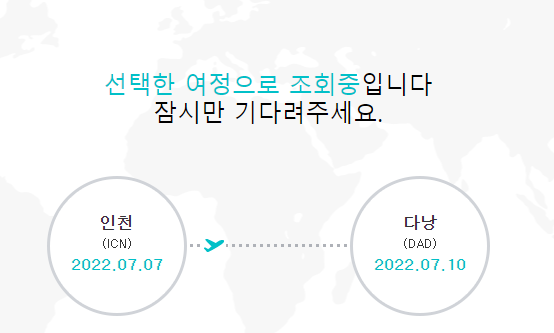 선택한 여정으로 조회중입니다
잠시만 기다려주세요.
인천
(ICN)
2022.07.07
다낭
(DAD)
2022.07.10